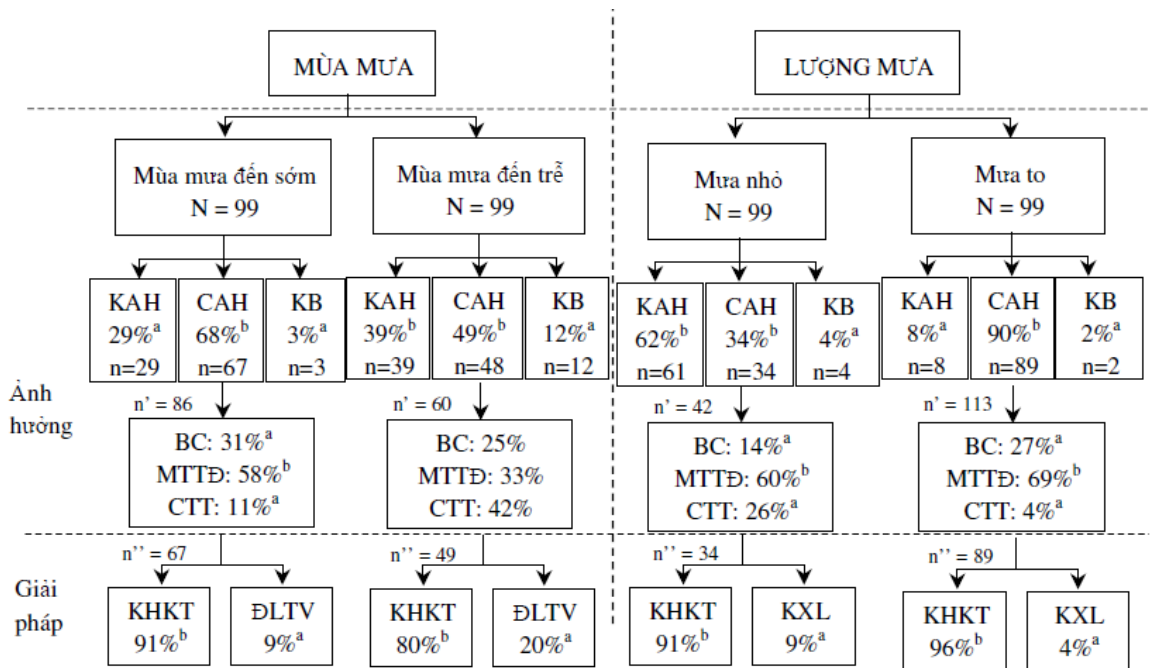 MÙA MƯA
LƯỢNG MƯA
Mùa mưa đến sớm
N = 99
Mùa mưa đến trễ
N = 99
Mưa nhỏ
N = 99
Mưa to
N = 99
Ảnh
hưởng
KAH
29%ᵃ
n=29
CAH
68%ᵇ
n=67
KB
3%ᵃ
n=3
KAH
39%ᵇ
n=39
CAH
49%ᵇ
n=48
KB
12%ᵃ
n=12
KAH
62%ᵇ
n=61
CAH
34%ᵇ
n=34
KB
4%ᵃ
n=4
KAH
8%ᵃ
n=8
CAH
90%ᵇ
n=89
KB
2%ᵃ
n=2
n' = 86
BC: 31%ᵃ
MTTĐ: 58%ᵇ
CTT: 11%ᵃ
n' = 60
BC: 25%
MTTĐ: 33%
CTT: 42%
n' = 42
BC: 14%ᵃ
MTTĐ: 60%ᵇ
CTT: 26%ᵃ
n' = 113
BC: 27%ᵃ
MTTĐ: 69%ᵇ
CTT: 4%ᵃ
Giải
pháp
n'' = 67
KHKT
91%ᵇ
ĐLTV
9%ᵃ
n'' = 49
KHKT
80%ᵇ
ĐLTV
20%ᵃ
n'' = 34
KHKT
91%ᵇ
KXL
9%ᵃ
n'' = 89
KHKT
96%ᵇ
KXL
4%ᵃ